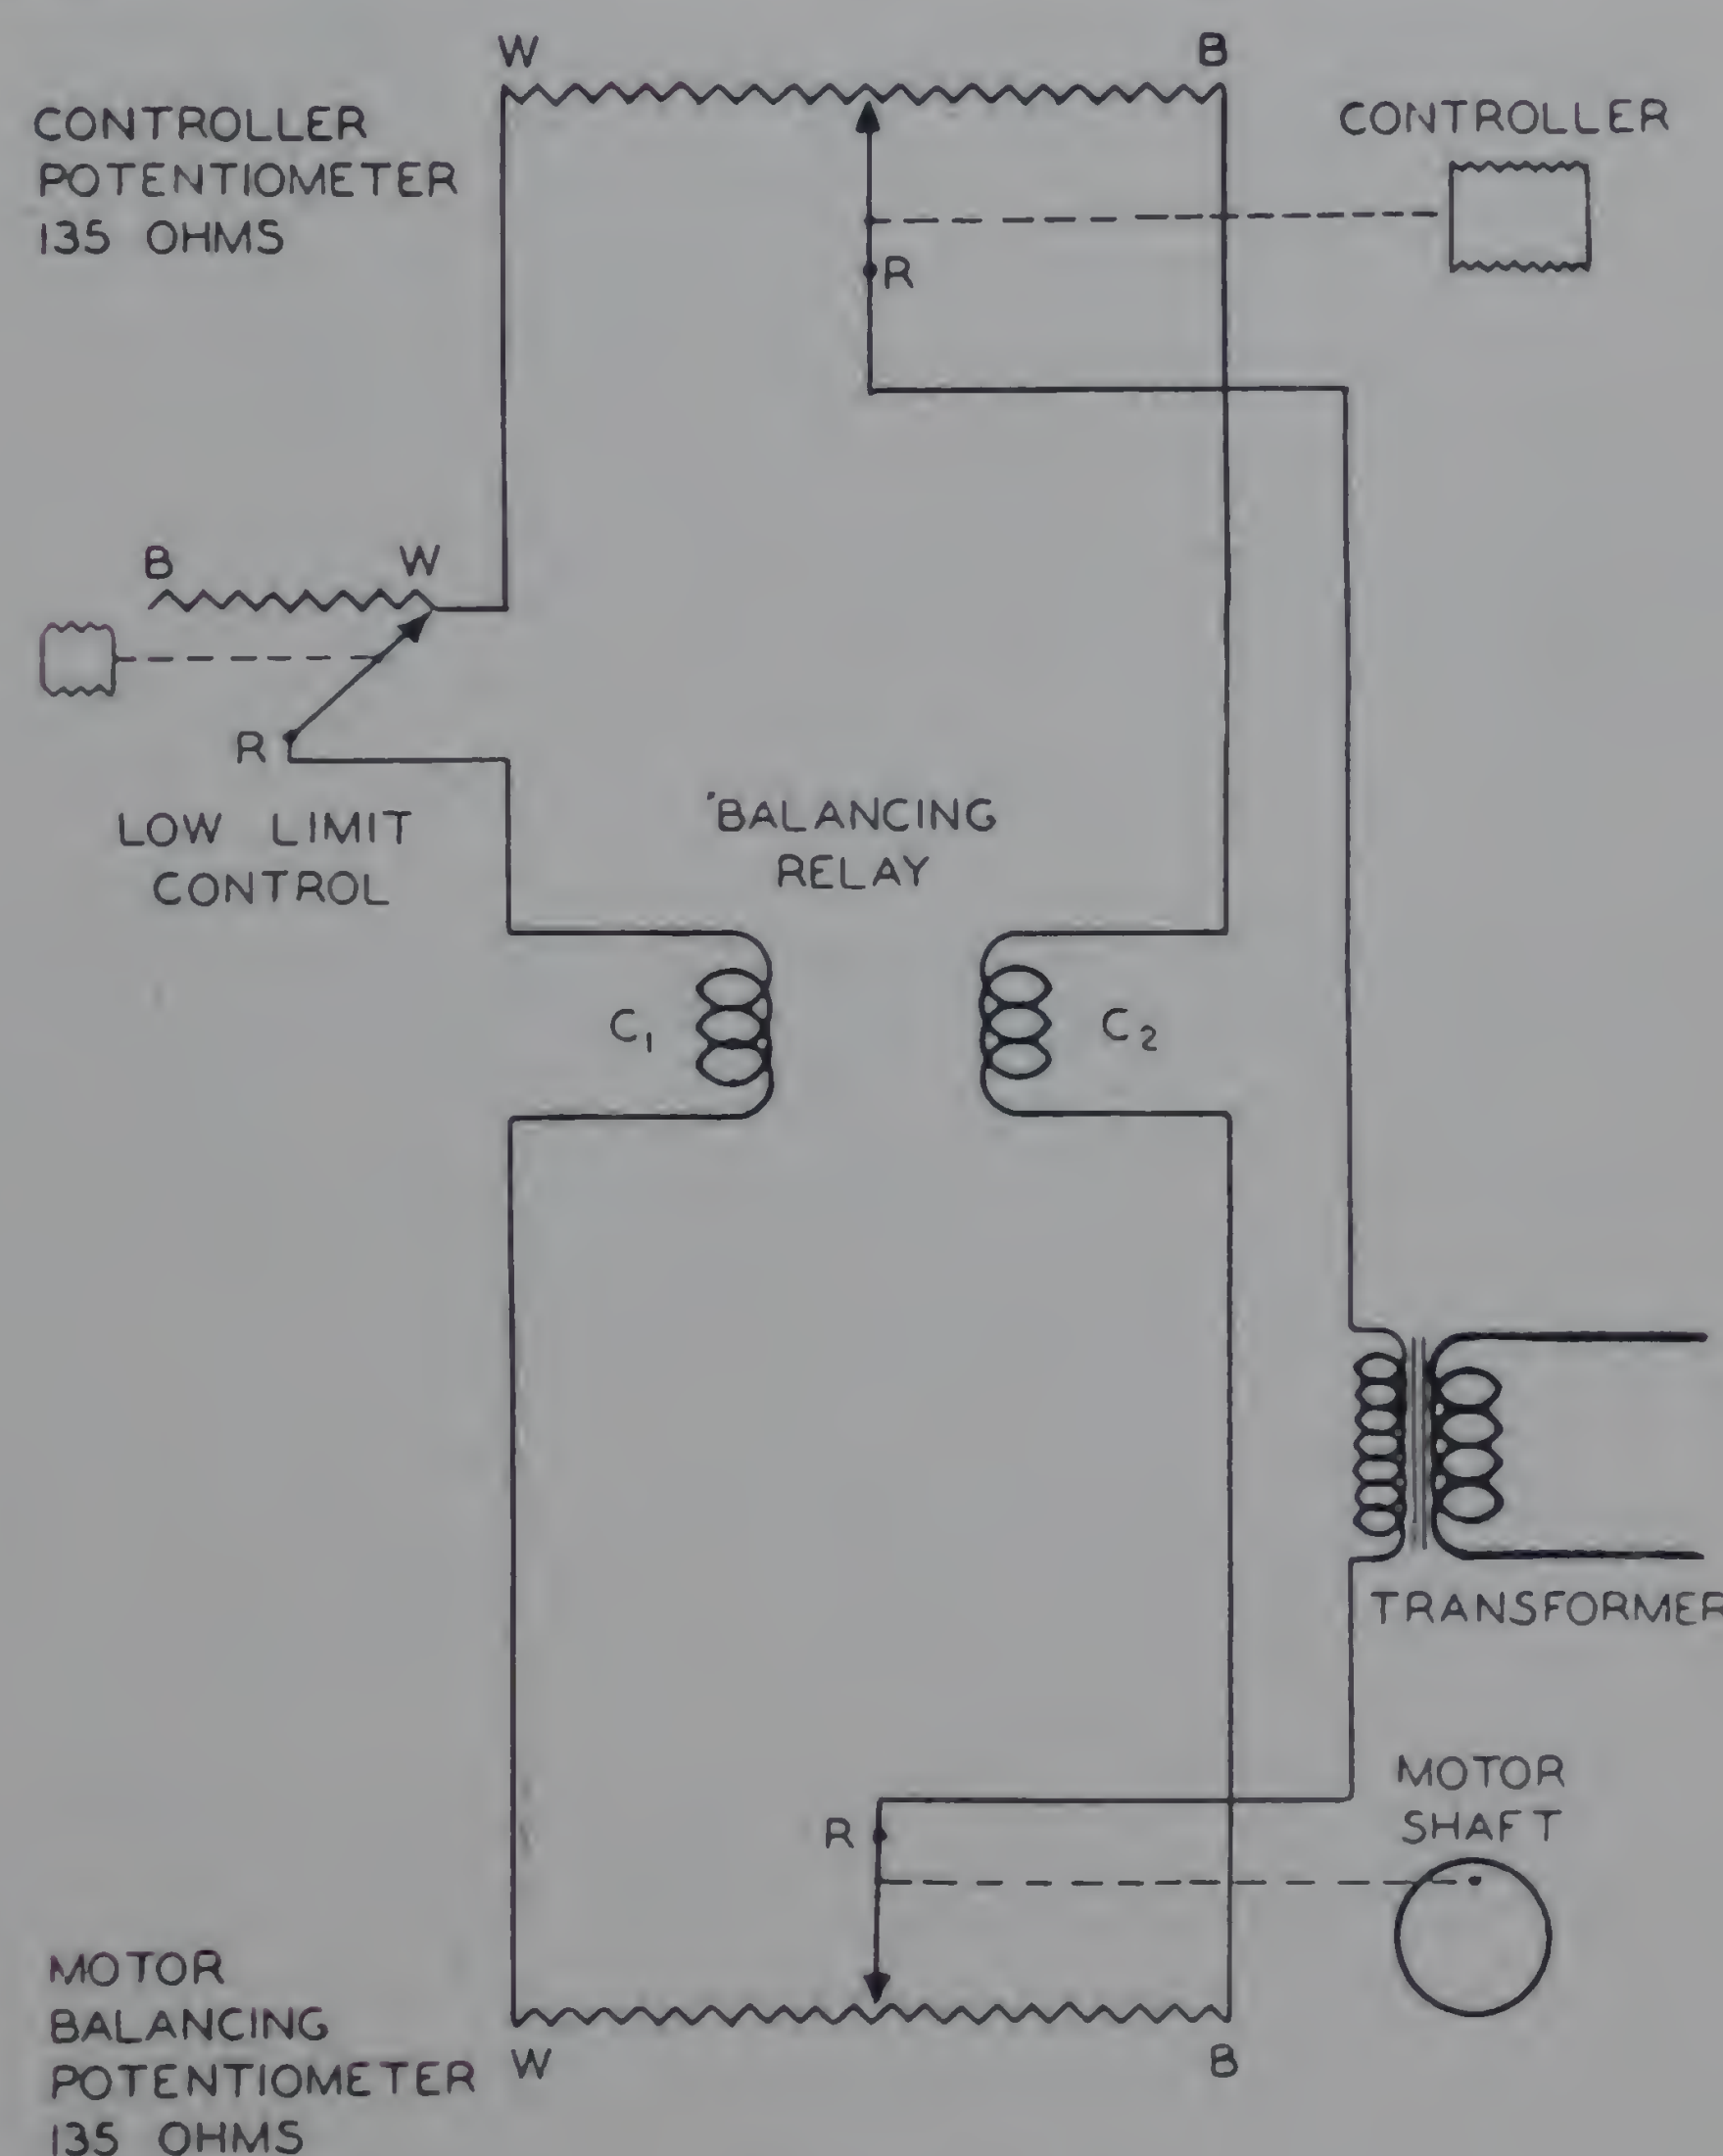 W
B
CONTROLLER
POTENTIOMETER
135 OHMS
CONTROLLER
R
B
W
R
LOW LIMIT
CONTROL
BALANCING
RELAY
C1
C2
TRANSFORMER
MOTOR
SHAFT
R
MOTOR
BALANCING
POTENTIOMETER
135 OHMS
W
B